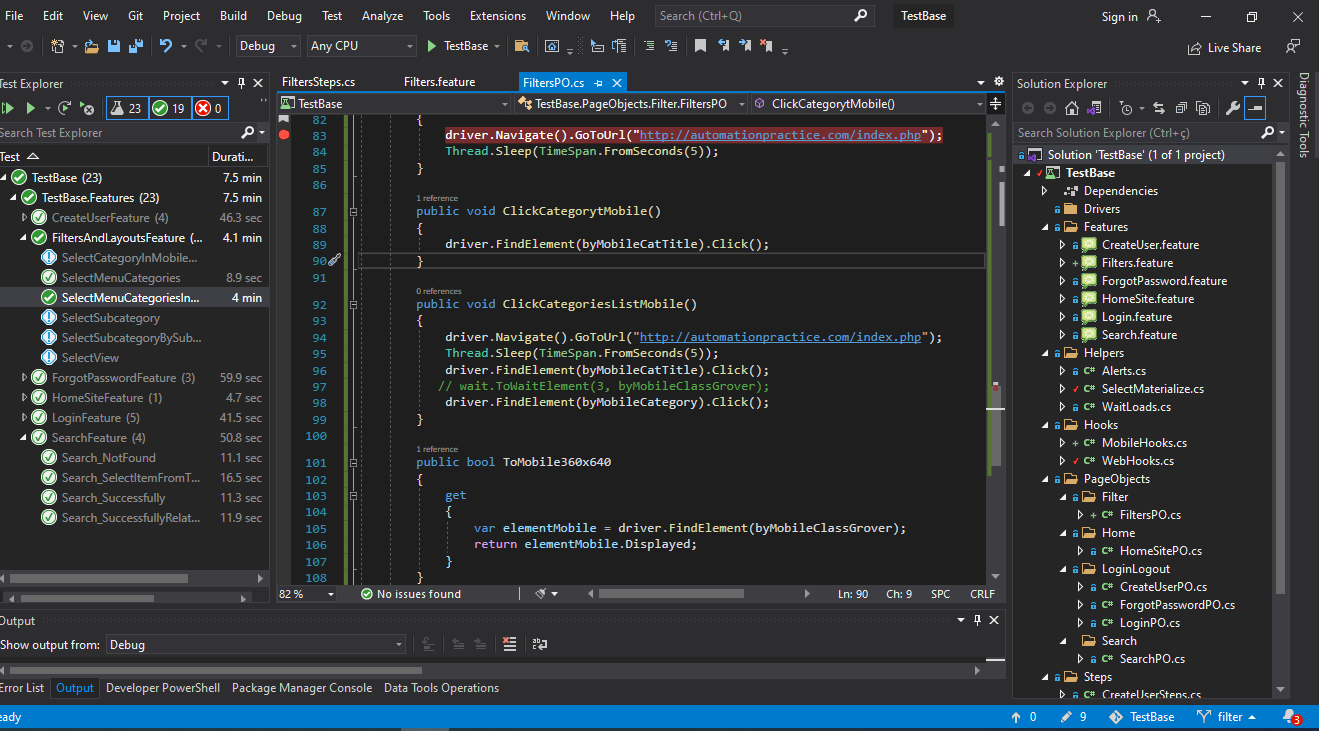 File Edit View Git Project Build Debug Test Analyze Tools Extensions Window Help Search (Ctrl+Q) TestBase Sign in
Debug Any CPU TestBase Live Share
Test Explorer
23 19 0
Search Test Explorer
Test Durati...
TestBase (23) 7.5 min
TestBase.Features (23) 7.5 min
CreateUserFeature (4) 46.3 sec
FiltersAndLayoutsFeature (... 4.1 min
SelectCategoryInMobile...
SelectMenuCategories 8.9 sec
SelectMenuCategoriesIn... 4 min
SelectSubcategory
SelectSubcategoryBySub...
SelectView
ForgotPasswordFeature (3) 59.9 sec
HomeSiteFeature (1) 4.7 sec
LoginFeature (5) 41.5 sec
SearchFeature (4) 50.8 sec
Search_NotFound 11.1 sec
Search_SelectItemFromT... 16.5 sec
Search_Successfully 11.3 sec
Search_SuccessfullyRelat... 11.9 sec
FiltersSteps.cs Filters.feature FiltersPO.cs
TestBase TestBase.PageObjects.Filter.FiltersPO ClickCategorytMobile()
82 {
83 driver.Navigate().GoToUrl("http://automationpractice.com/index.php");
84 Thread.Sleep(TimeSpan.FromSeconds(5));
85 }
86
1 reference
87 public void ClickCategorytMobile()
88 {
89 driver.FindElement(byMobileCatTitle).Click();
90 }
91
0 references
92 public void ClickCategoriesListMobile()
93 {
94 driver.Navigate().GoToUrl("http://automationpractice.com/index.php");
95 Thread.Sleep(TimeSpan.FromSeconds(5));
96 driver.FindElement(byMobileCatTitle).Click();
97 // wait.ToWaitElement(3, byMobileClassGrover);
98 driver.FindElement(byMobileCategory).Click();
99 }
100
1 reference
101 public bool ToMobile360x640
102 {
103 get
104 {
105 var elementMobile = driver.FindElement(byMobileClassGrover);
106 return elementMobile.Displayed;
107 }
108 }
82 % No issues found Ln: 90 Ch: 9 SPC CRLF
Solution Explorer
Search Solution Explorer (Ctrl+ç)
Solution 'TestBase' (1 of 1 project)
TestBase
Dependencies
Drivers
Features
CreateUser.feature
Filters.feature
ForgotPassword.feature
HomeSite.feature
Login.feature
Search.feature
Helpers
C# Alerts.cs
C# SelectMaterialize.cs
C# WaitLoads.cs
Hooks
C# MobileHooks.cs
C# WebHooks.cs
PageObjects
Filter
C# FiltersPO.cs
Home
C# HomeSitePO.cs
LoginLogout
C# CreateUserPO.cs
C# ForgotPasswordPO.cs
C# LoginPO.cs
Search
C# SearchPO.cs
Steps
C# CreateUserSteps.cs
Diagnostic Tools
Output
Show output from: Debug
Error List Output Developer PowerShell Package Manager Console Data Tools Operations
eady 0 9 TestBase filter 3